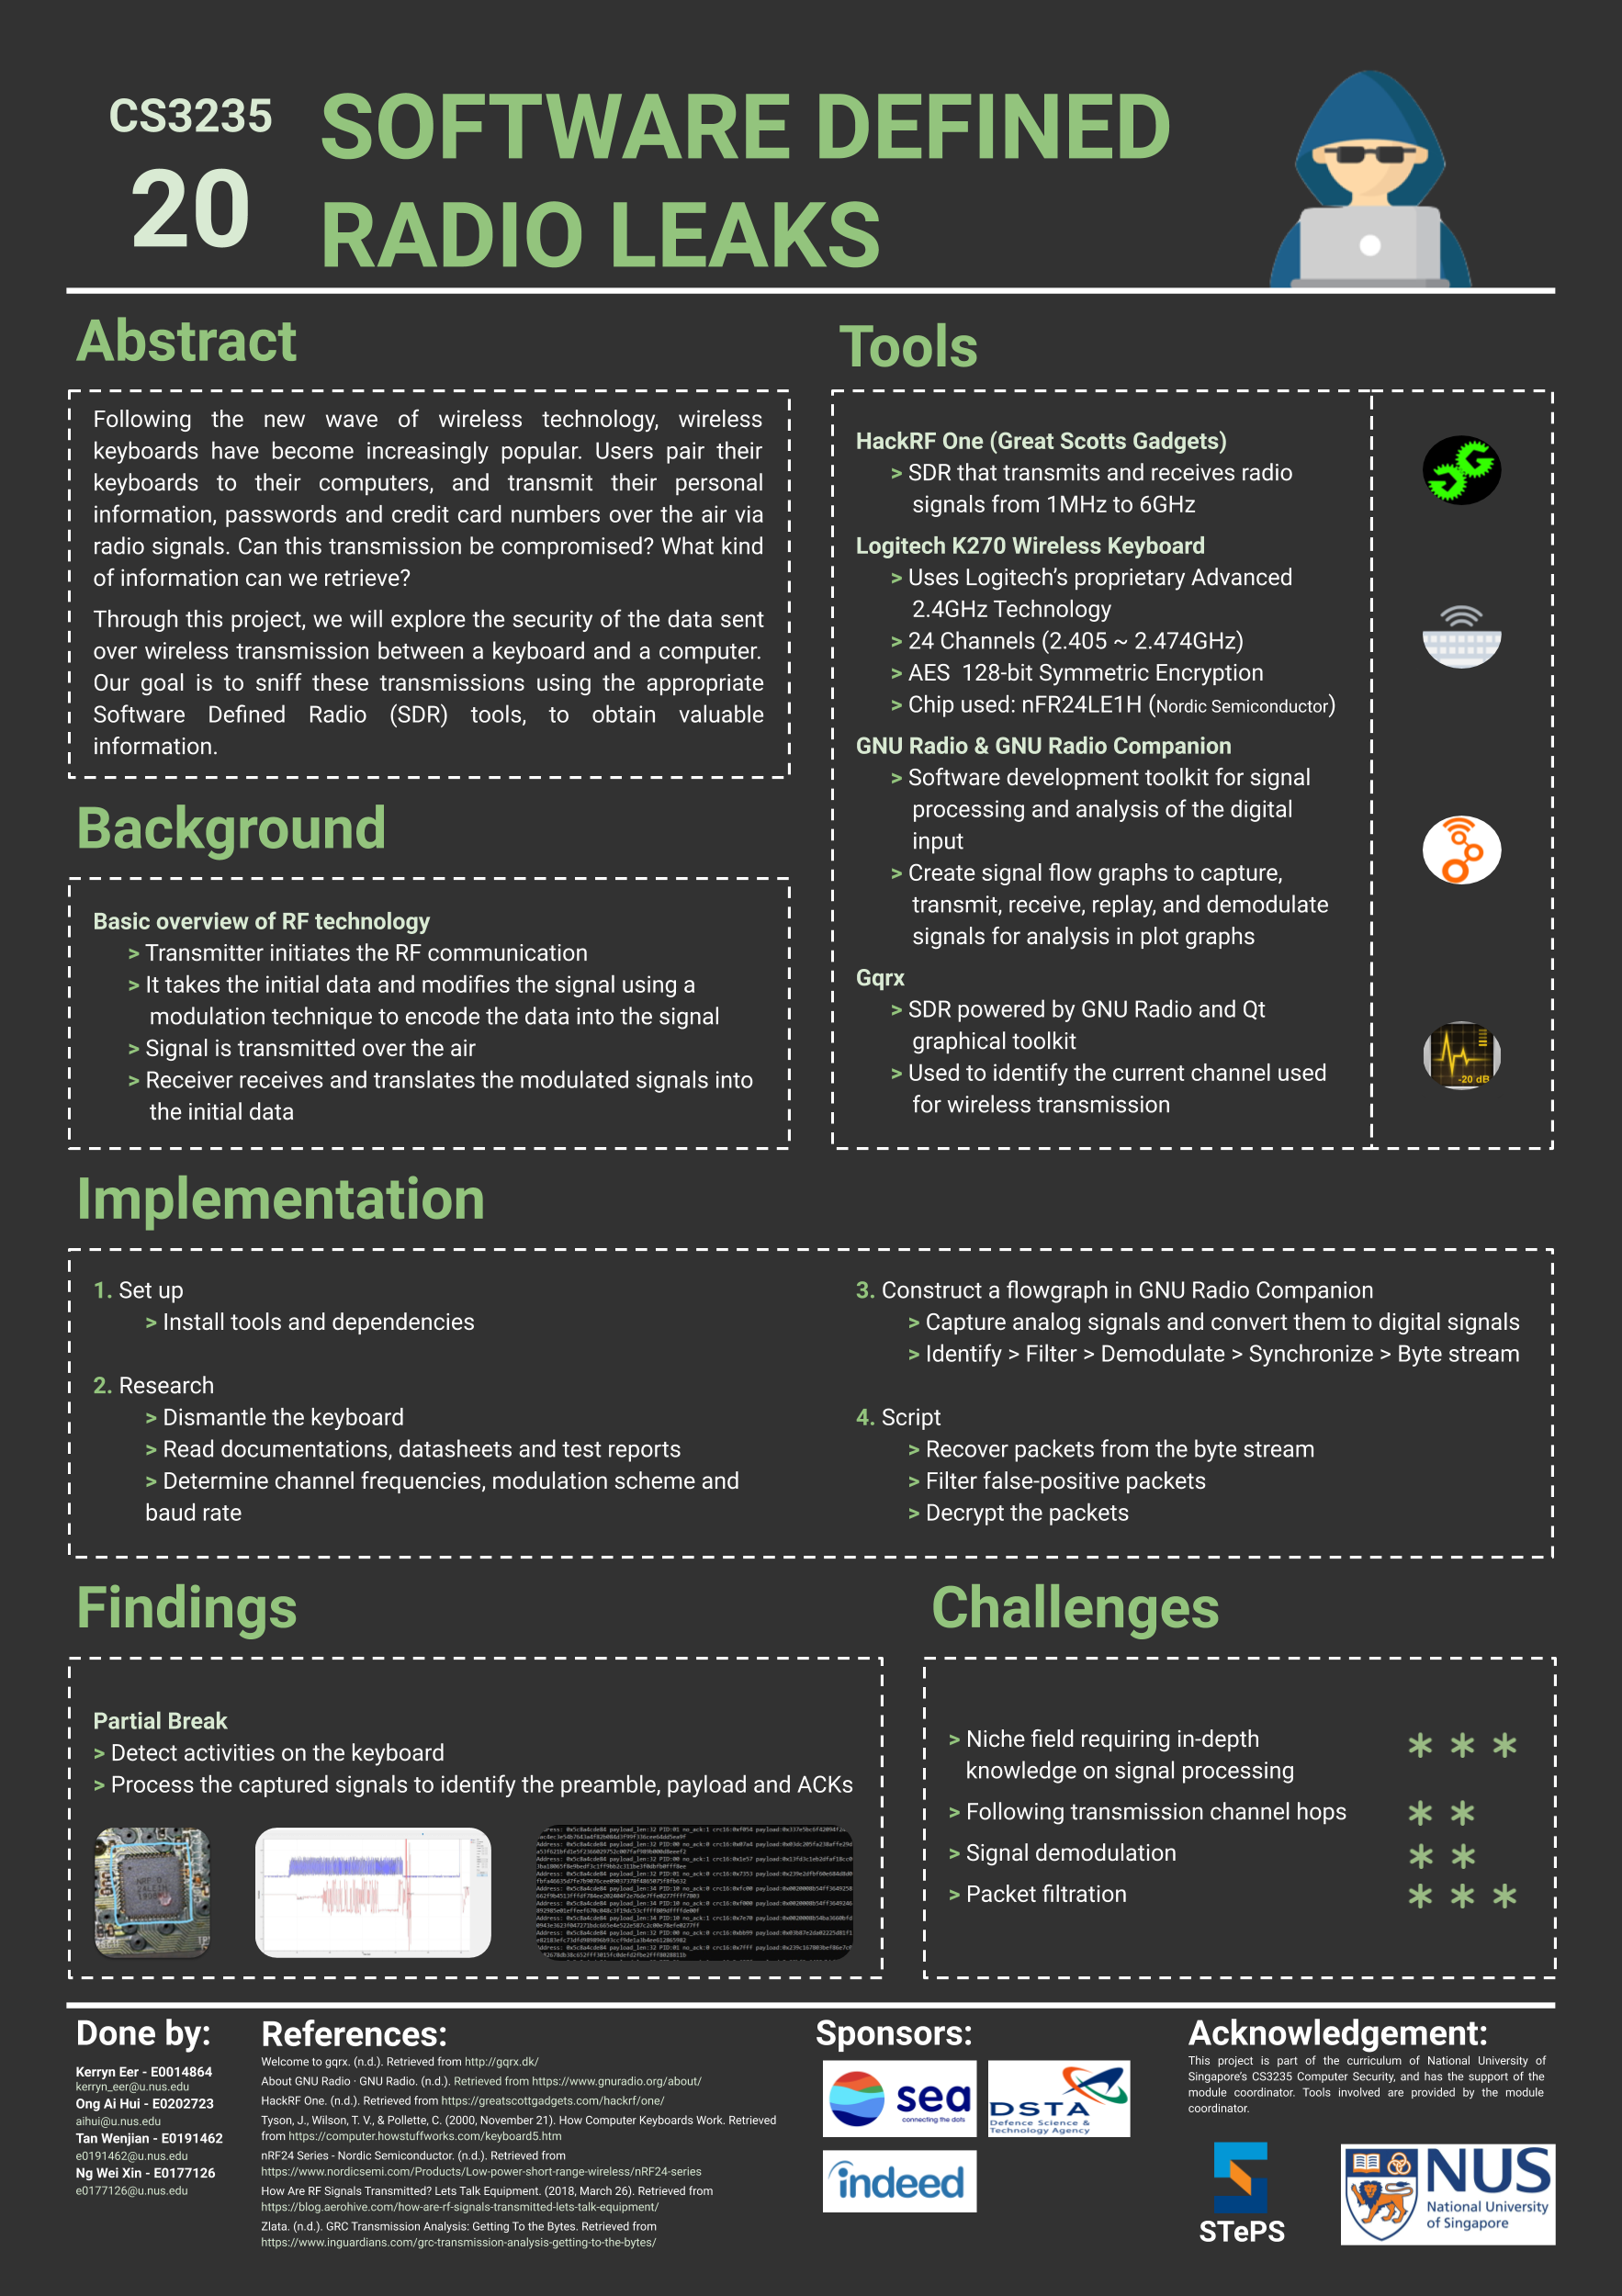 CS3235
20
SOFTWARE DEFINED
RADIO LEAKS
Abstract
Following the new wave of wireless technology, wireless
keyboards have become increasingly popular. Users pair their
keyboards to their computers, and transmit their personal
information, passwords and credit card numbers over the air via
radio signals. Can this transmission be compromised? What kind
of information can we retrieve?
Through this project, we will explore the security of the data sent
over wireless transmission between a keyboard and a computer.
Our goal is to sniff these transmissions using the appropriate
Software Defined Radio (SDR) tools, to obtain valuable
information.
Background
Basic overview of RF technology
> Transmitter initiates the RF communication
> It takes the initial data and modifies the signal using a
modulation technique to encode the data into the signal
> Signal is transmitted over the air
> Receiver receives and translates the modulated signals into
the initial data
Tools
HackRF One (Great Scotts Gadgets)
> SDR that transmits and receives radio
signals from 1MHz to 6GHz
Logitech K270 Wireless Keyboard
> Uses Logitech's proprietary Advanced
2.4GHz Technology
> 24 Channels (2.405 ~ 2.474GHz)
> AES 128-bit Symmetric Encryption
> Chip used: nFR24LE1H (Nordic Semiconductor)
GNU Radio & GNU Radio Companion
> Software development toolkit for signal
processing and analysis of the digital
input
> Create signal flow graphs to capture,
transmit, receive, replay, and demodulate
signals for analysis in plot graphs
Gqrx
> SDR powered by GNU Radio and Qt
graphical toolkit
> Used to identify the current channel used
for wireless transmission
-20 dB
Implementation
1. Set up
> Install tools and dependencies
2. Research
> Dismantle the keyboard
> Read documentations, datasheets and test reports
> Determine channel frequencies, modulation scheme and
baud rate
3. Construct a flowgraph in GNU Radio Companion
> Capture analog signals and convert them to digital signals
> Identify > Filter > Demodulate > Synchronize > Byte stream
4. Script
> Recover packets from the byte stream
> Filter false-positive packets
> Decrypt the packets
Findings
Partial Break
> Detect activities on the keyboard
> Process the captured signals to identify the preamble, payload and ACKs
Challenges
> Niche field requiring in-depth * * *
knowledge on signal processing
> Following transmission channel hops * *
> Signal demodulation * *
> Packet filtration * * *
Done by:
Kerryn Eer - E0014864
kerryn_eer@u.nus.edu
Ong Ai Hui - E0202723
aihui@u.nus.edu
Tan Wenjian - E0191462
e0191462@u.nus.edu
Ng Wei Xin - E0177126
e0177126@u.nus.edu
References:
Welcome to gqrx. (n.d.). Retrieved from http://gqrx.dk/
About GNU Radio · GNU Radio. (n.d.). Retrieved from https://www.gnuradio.org/about/
HackRF One. (n.d.). Retrieved from https://greatscottgadgets.com/hackrf/one/
Tyson, J., Wilson, T. V., & Pollette, C. (2000, November 21). How Computer Keyboards Work. Retrieved
from https://computer.howstuffworks.com/keyboard5.htm
nRF24 Series - Nordic Semiconductor. (n.d.). Retrieved from
https://www.nordicsemi.com/Products/Low-power-short-range-wireless/nRF24-series
How Are RF Signals Transmitted? Lets Talk Equipment. (2018, March 26). Retrieved from
https://blog.aerohive.com/how-are-rf-signals-transmitted-lets-talk-equipment/
Zlata. (n.d.). GRC Transmission Analysis: Getting To the Bytes. Retrieved from
https://www.inguardians.com/grc-transmission-analysis-getting-to-the-bytes/
Sponsors:
sea
connecting the dots
DSTA
Defence Science &
Technology Agency
indeed
Acknowledgement:
This project is part of the curriculum of National University of
Singapore's CS3235 Computer Security, and has the support of the
module coordinator. Tools involved are provided by the module
coordinator.
STePS
NUS
National University
of Singapore